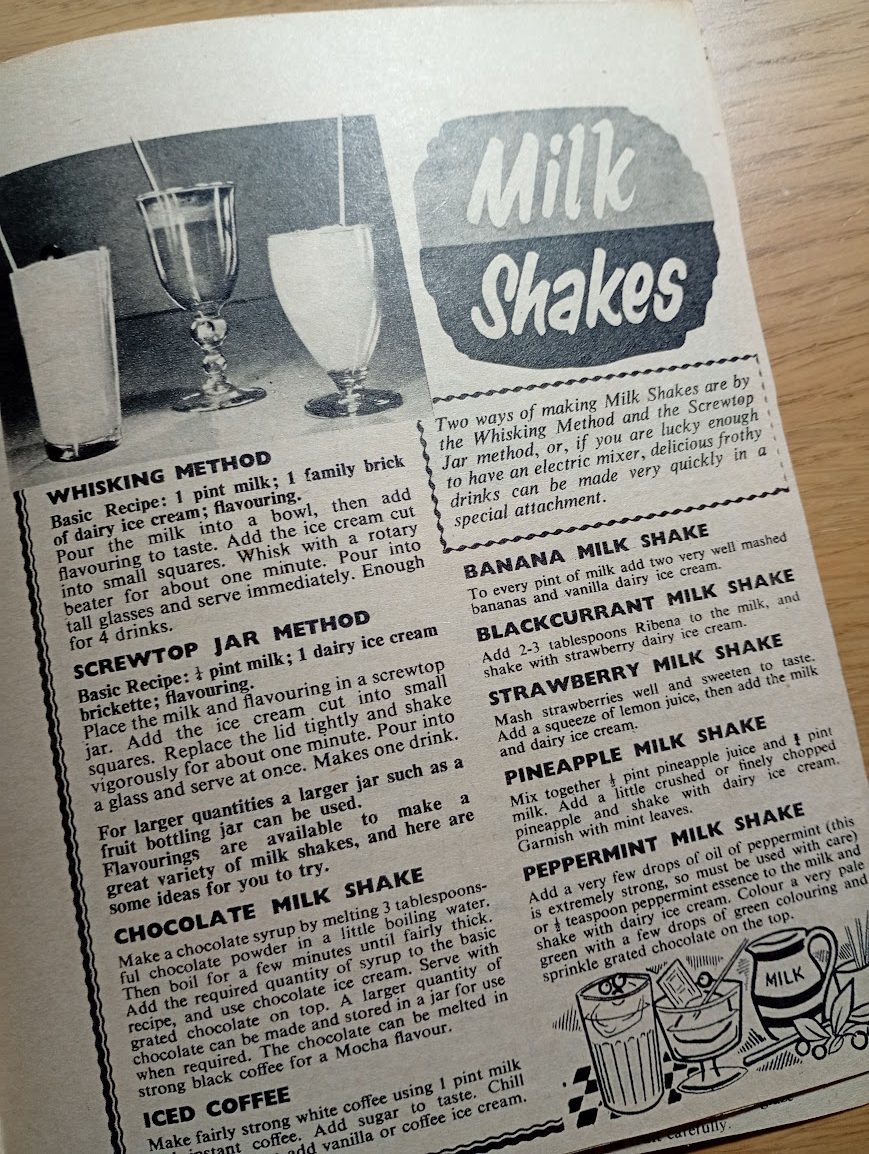 Milk
Shakes
Two ways of making Milk Shakes are by
the Whisking Method and the Screwtop
Jar method, or, if you are lucky enough
to have an electric mixer, delicious frothy
drinks can be made very quickly in a
special attachment.
WHISKING METHOD
Basic Recipe: 1 pint milk; 1 family brick
of dairy ice cream; flavouring.
Pour the milk into a bowl, then add
flavouring to taste. Add the ice cream cut
into small squares. Whisk with a rotary
beater for about one minute. Pour into
tall glasses and serve immediately. Enough
for 4 drinks.
SCREWTOP JAR METHOD
Basic Recipe: pint milk; 1 dairy ice cream
brickette; flavouring.
Place the milk and flavouring in a screwtop
jar. Add the ice cream cut into small
squares. Replace the lid tightly and shake
vigorously for about one minute. Pour into
a glass and serve at once. Makes one drink.
For larger quantities a larger jar such as a
fruit bottling jar can be used.
Flavourings are available to make a
great variety of milk shakes, and here are
some ideas for you to try.
CHOCOLATE MILK SHAKE
Make a chocolate syrup by melting 3 tablespoons-
ful chocolate powder in a little boiling water.
Then boil for a few minutes until fairly thick.
Add the required quantity of syrup to the basic
recipe, and use chocolate ice cream. Serve with
grated chocolate on top. A larger quantity of
chocolate can be made and stored in a jar for use
when required. The chocolate can be melted in
strong black coffee for a Mocha flavour.
ICED COFFEE
Make fairly strong white coffee using 1 pint milk
instant coffee. Add sugar to taste. Chill
add vanilla or coffee ice cream.
BANANA MILK SHAKE
To every pint of milk add two very well mashed
bananas and vanilla dairy ice cream.
BLACKCURRANT MILK SHAKE
Add 2-3 tablespoons Ribena to the milk, and
shake with strawberry dairy ice cream.
STRAWBERRY MILK SHAKE
Mash strawberries well and sweeten to taste.
Add a squeeze of lemon juice, then add the milk
and dairy ice cream.
PINEAPPLE MILK SHAKE
Mix together pint pineapple juice and pint
milk. Add a little crushed or finely chopped
pineapple and shake with dairy ice cream.
Garnish with mint leaves.
PEPPERMINT MILK SHAKE
Add a very few drops of oil of peppermint (this
is extremely strong, so must be used with care)
or teaspoon peppermint essence to the milk and
shake with dairy ice cream. Colour a very pale
green with a few drops of green colouring and
sprinkle grated chocolate on the top.
MILK
carefully.